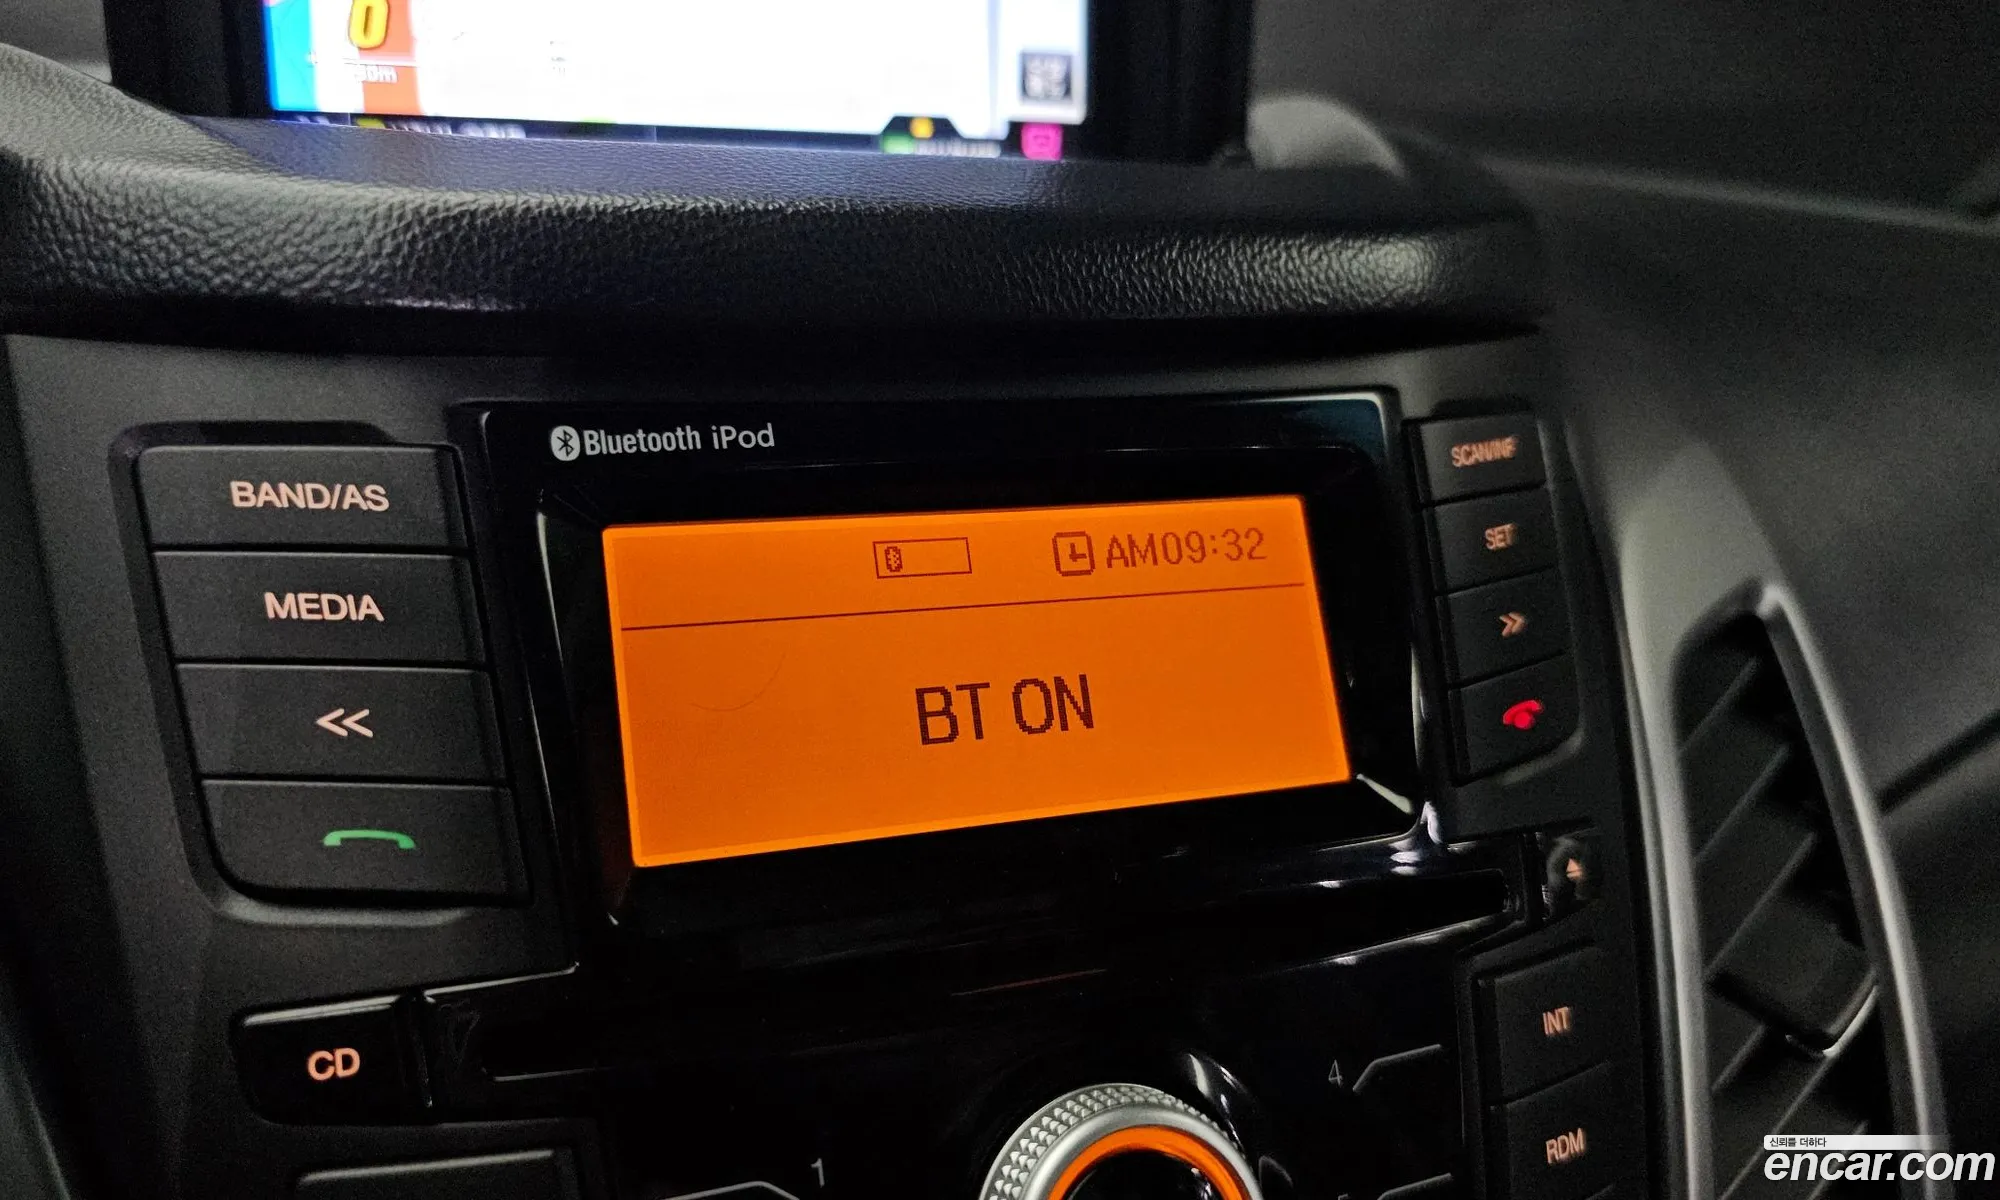 0
Bluetooth iPod
BAND/AS
MEDIA
<<
CD
AM09:32
BT ON
SCAN/INF
SET
>>
INT
RDM
4
1
신뢰를 더하다
encar.com